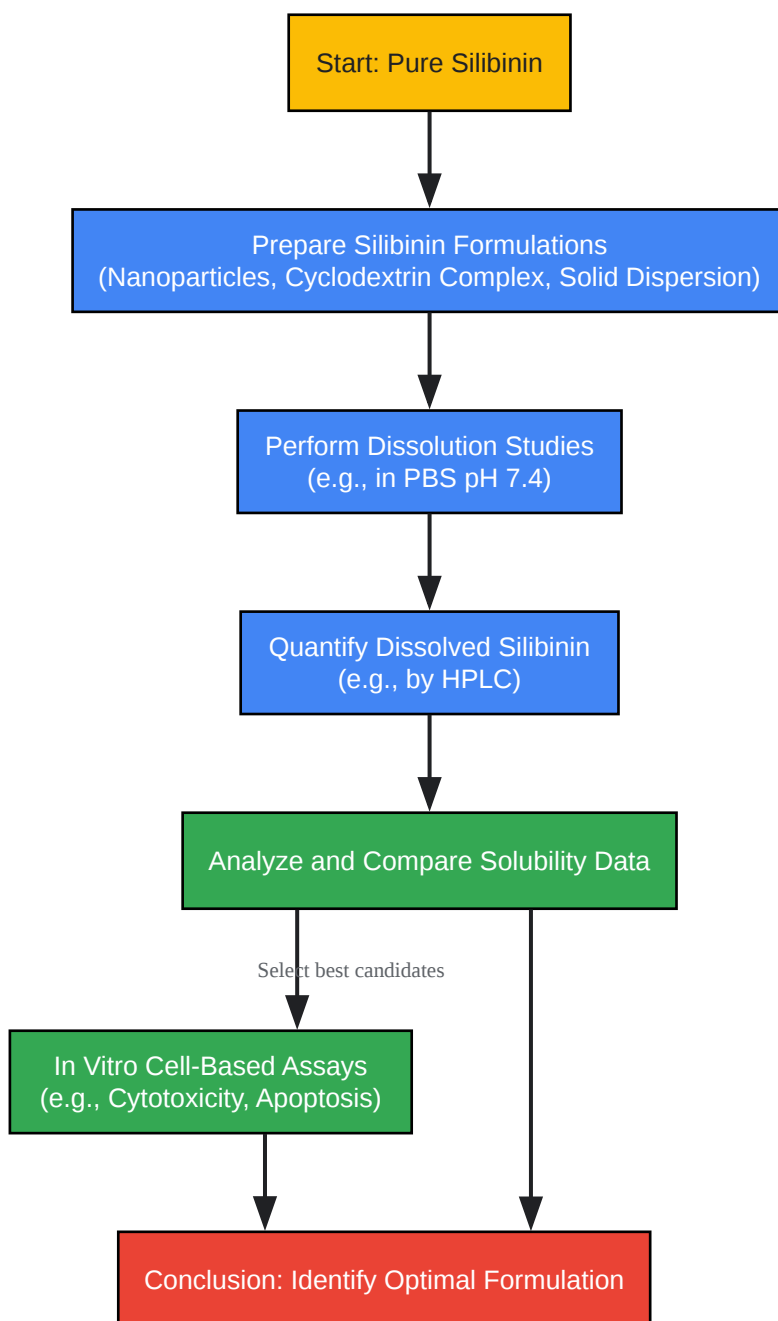 Start: Pure Silibinin
Prepare Silibinin Formulations
(Nanoparticles, Cyclodextrin Complex, Solid Dispersion)
Perform Dissolution Studies
(e.g., in PBS pH 7.4)
Quantify Dissolved Silibinin
(e.g., by HPLC)
Analyze and Compare Solubility Data
Select best candidates
In Vitro Cell-Based Assays
(e.g., Cytotoxicity, Apoptosis)
Conclusion: Identify Optimal Formulation